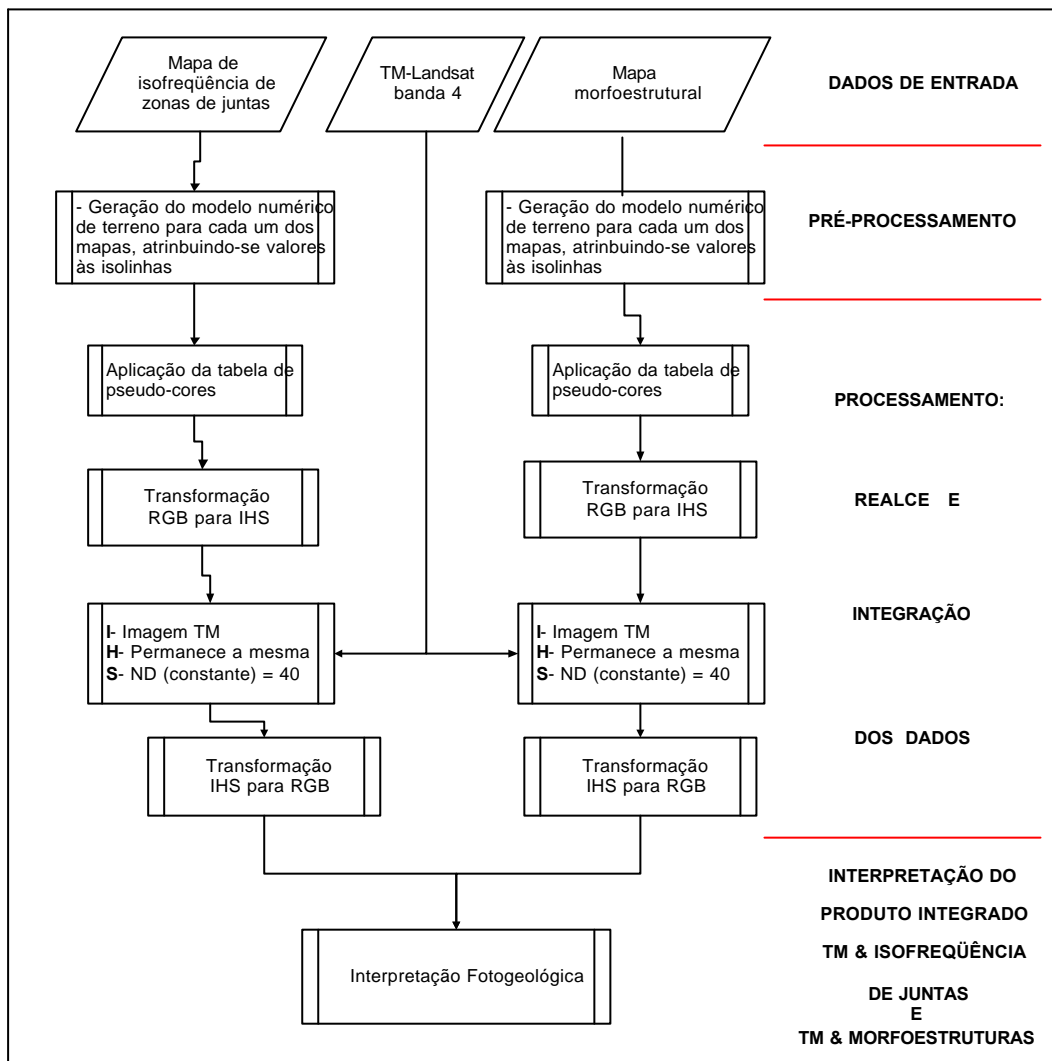 Mapa de
isofreqüência de
zonas de juntas
TM-Landsat
banda 4
Mapa
morfoestrutural
DADOS DE ENTRADA
- Geração do modelo numérico
de terreno para cada um dos
mapas, atrinbuindo-se valores
às isolinhas
- Geração do modelo numérico
de terreno para cada um dos
mapas, atribuindo-se valores
às isolinhas
PRÉ-PROCESSAMENTO
Aplicação da tabela de
pseudo-cores
Aplicação da tabela de
pseudo-cores
PROCESSAMENTO:
Transformação
RGB para IHS
Transformação
RGB para IHS
REALCE E
I- Imagem TM
H- Permanece a mesma
S- ND (constante) = 40
I- Imagem TM
H- Permanece a mesma
S- ND (constante) = 40
INTEGRAÇÃO
Transformação
IHS para RGB
Transformação
IHS para RGB
DOS DADOS
Interpretação Fotogeológica
INTERPRETAÇÃO DO
PRODUTO INTEGRADO
TM & ISOFREQÜÊNCIA
DE JUNTAS
E
TM & MORFOESTRUTURAS